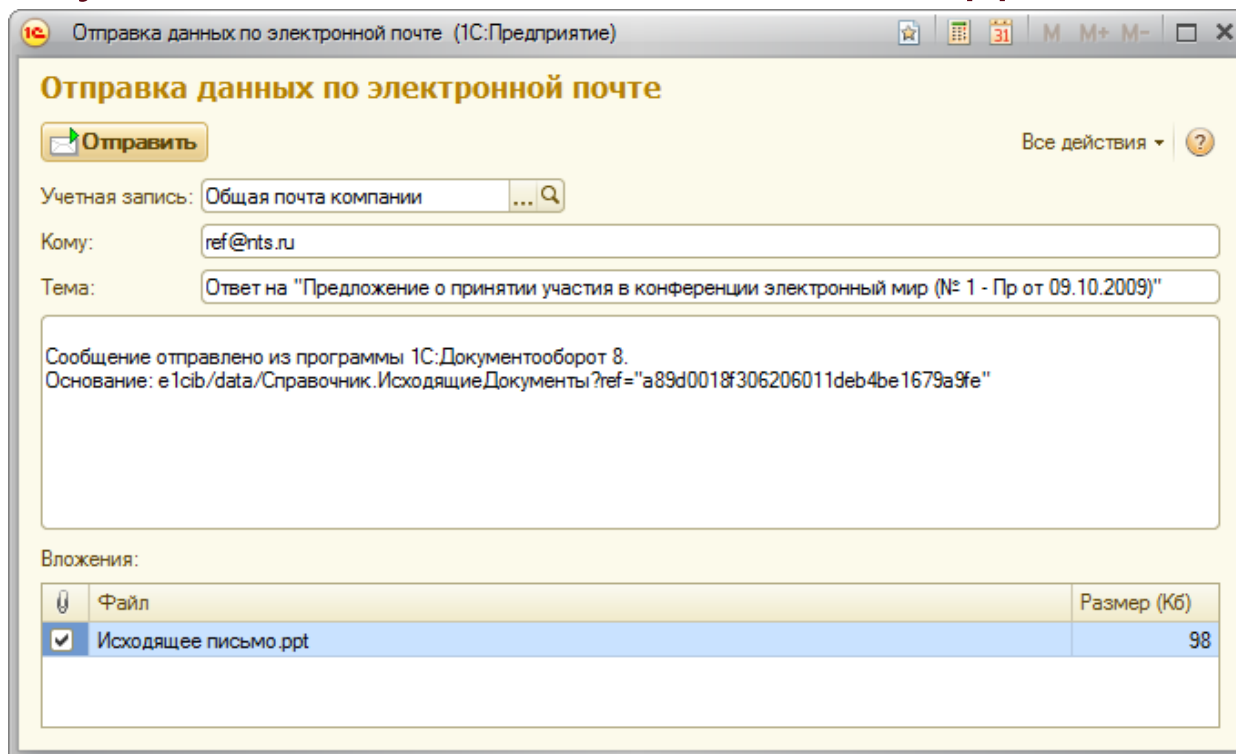 1С Отправка данных по электронной почте (1С:Предприятие) 31 M M+ M-
Отправка данных по электронной почте
Отправить Все действия ?
Учетная запись: Общая почта компании ...
Кому: ref@nts.ru
Тема: Ответ на "Предложение о принятии участия в конференции электронный мир (№ 1 - Пр от 09.10.2009)"
Сообщение отправлено из программы 1С:Документооборот 8.
Основание: e1cib/data/Справочник.ИсходящиеДокументы?ref="a89d0018f306206011deb4be1679a9fe"
Вложения:
Файл Размер (Кб)
Исходящее письмо.ppt 98